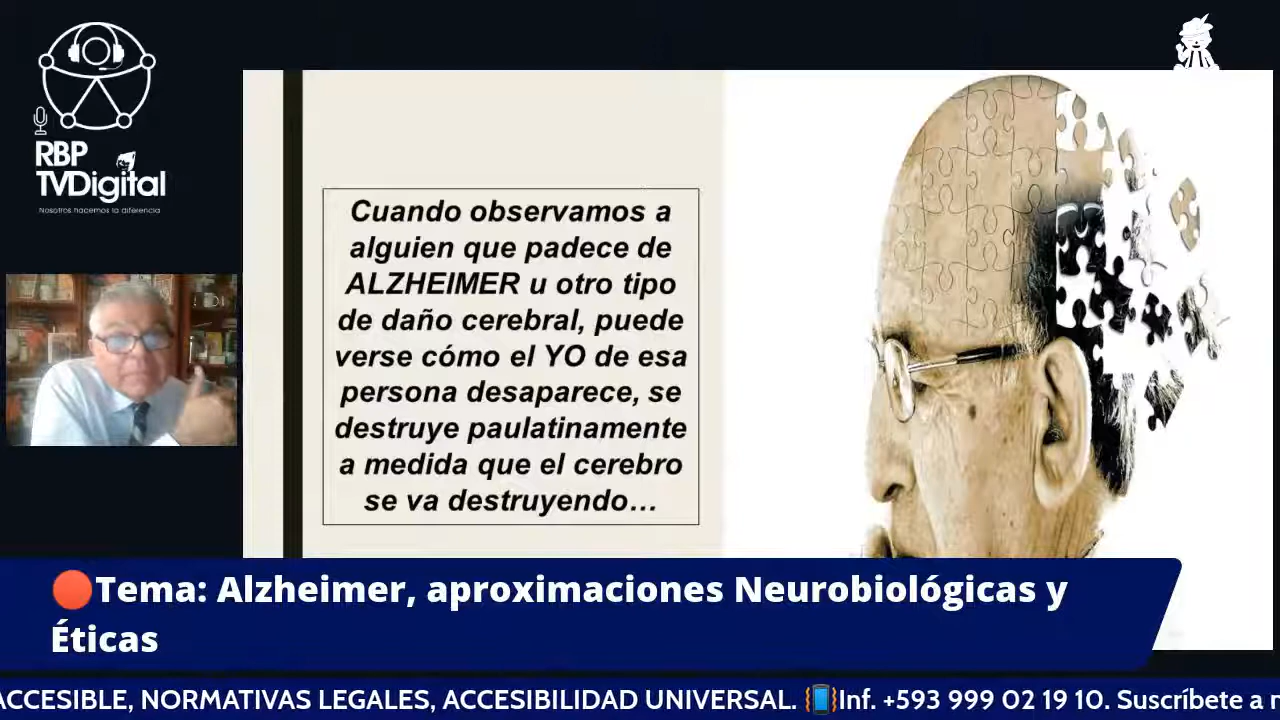 RBP
TVDigital
Nosotros hacemos la diferencia
Cuando observamos a
alguien que padece de
ALZHEIMER u otro tipo
de daño cerebral, puede
verse cómo el YO de esa
persona desaparece, se
destruye paulatinamente
a medida que el cerebro
se va destruyendo…
Tema: Alzheimer, aproximaciones Neurobiológicas y
Éticas
ACCESIBLE, NORMATIVAS LEGALES, ACCESIBILIDAD UNIVERSAL. Inf. +593 999 02 19 10. Suscríbete a